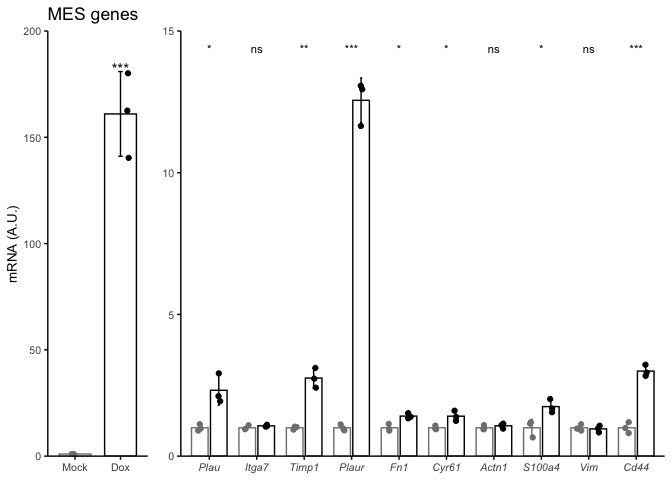 MES genes
mRNA (A.U.)
200
150
100
50
0
***
Mock Dox
15
10
5
0
* ns ** *** * * ns * ns ***
Plau Itga7 Timp1 Plaur Fn1 Cyr61 Actn1 S100a4 Vim Cd44